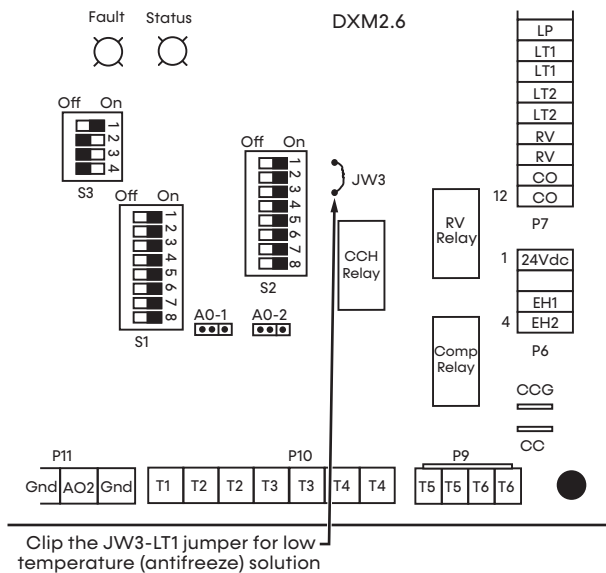 Fault Status
DXM2.6
Off On
1
2
3
4
S3
Off On
1
2
3
4
5
6
7
8
S1
Off On
1
2
3
4
5
6
7
8
S2
JW3
CCH
Relay
RV
Relay
Comp
Relay
A0-1
A0-2
LP
LT1
LT1
LT2
LT2
RV
RV
CO
12 CO
P7
1 24Vdc
EH1
4 EH2
P6
CCG
CC
P11
Gnd AO2 Gnd
P10
T1 T2 T2 T3 T3 T4 T4
P9
T5 T5 T6 T6
Clip the JW3-LT1 jumper for low
temperature (antifreeze) solution